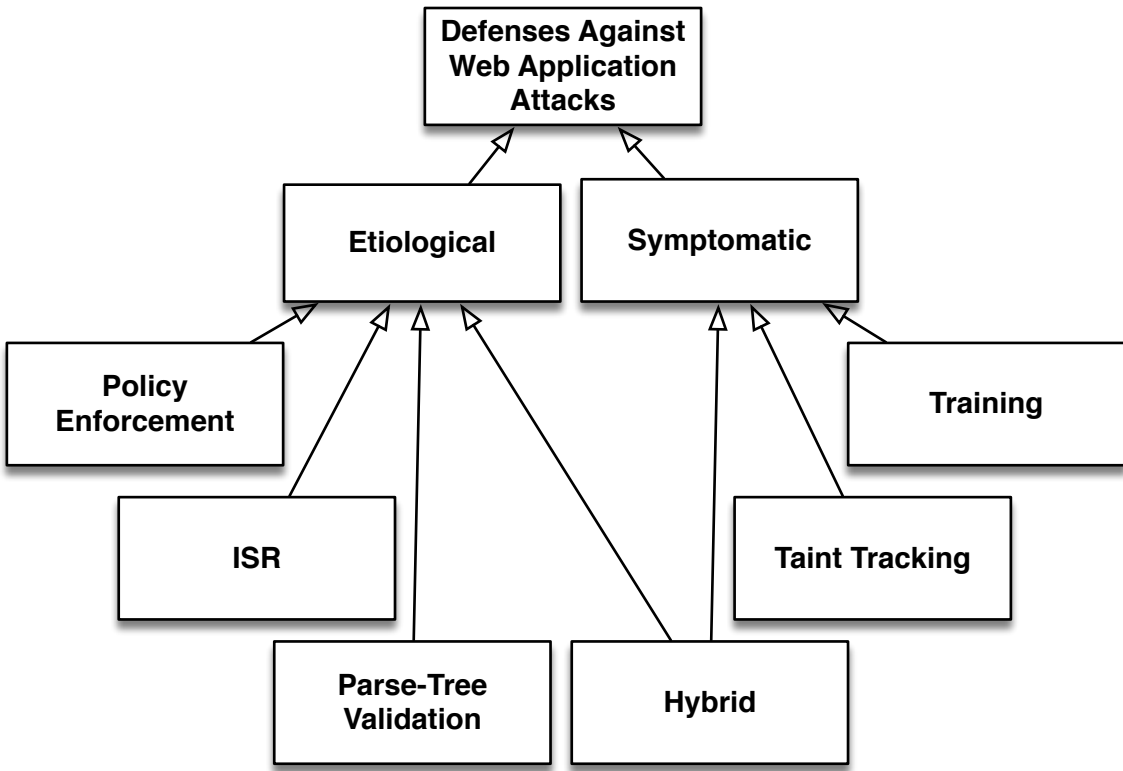 Defenses Against
Web Application
Attacks
Etiological
Symptomatic
Policy
Enforcement
Training
ISR
Taint Tracking
Parse-Tree
Validation
Hybrid